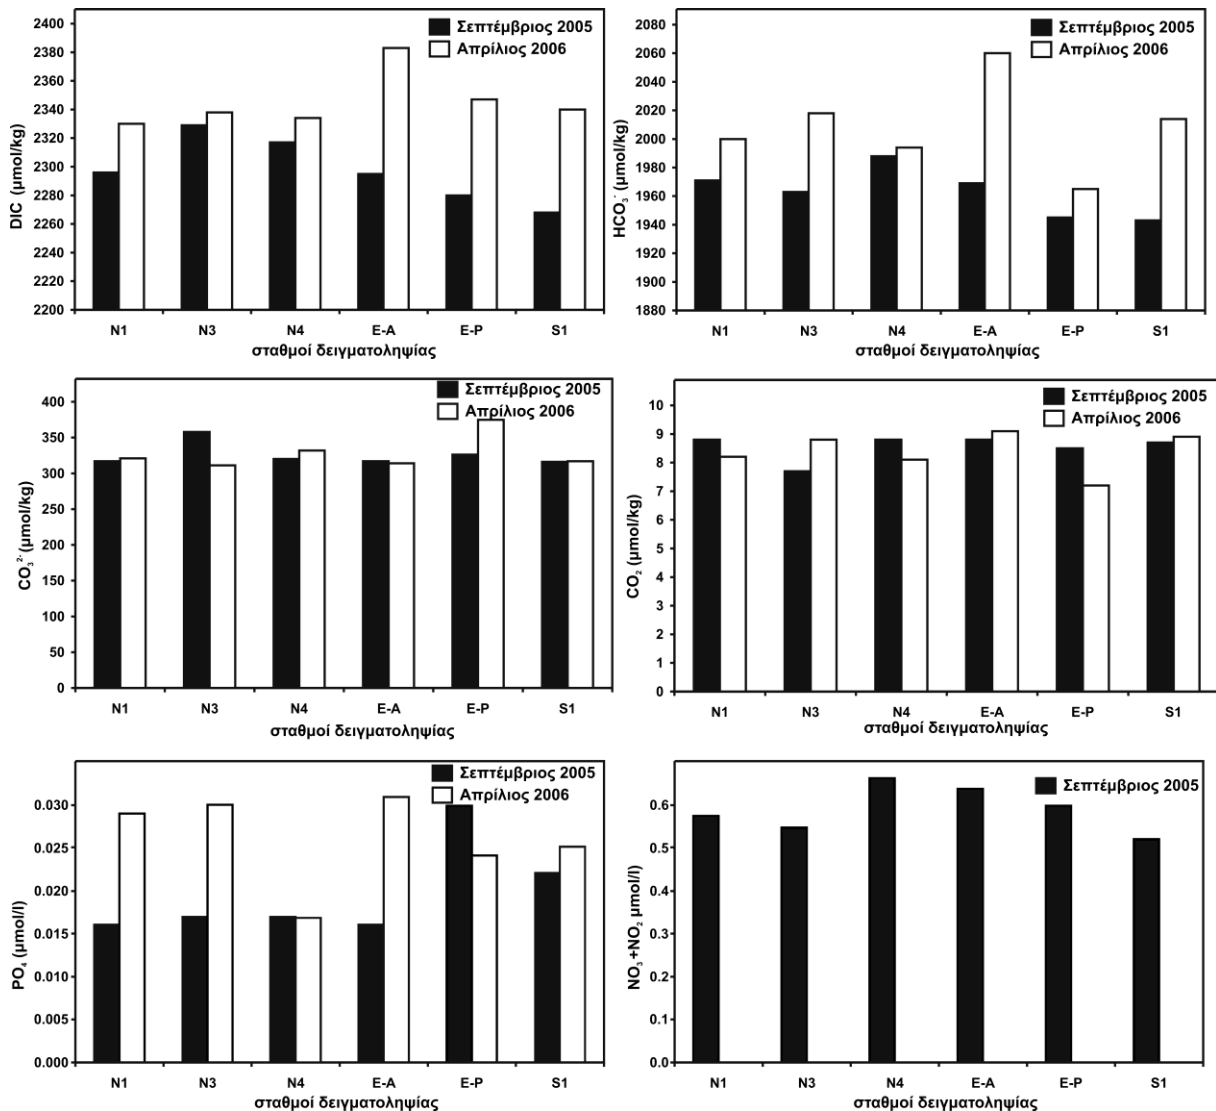 DIC (μmol/kg)
2400
2380
2360
2340
2320
2300
2280
2260
2240
2220
2200
Σεπτέμβριος 2005
Απρίλιος 2006
N1 N3 N4 E-A E-P S1
σταθμοί δειγματοληψίας
HCO₃⁻ (μmol/kg)
2080
2060
2040
2020
2000
1980
1960
1940
1920
1900
1880
Σεπτέμβριος 2005
Απρίλιος 2006
N1 N3 N4 E-A E-P S1
σταθμοί δειγματοληψίας
CO₃²⁻ (μmol/kg)
400
350
300
250
200
150
100
50
0
Σεπτέμβριος 2005
Απρίλιος 2006
N1 N3 N4 E-A E-P S1
σταθμοί δειγματοληψίας
CO₂ (μmol/kg)
10
9
8
7
6
5
4
3
2
1
0
Σεπτέμβριος 2005
Απρίλιος 2006
N1 N3 N4 E-A E-P S1
σταθμοί δειγματοληψίας
PO₄ (μmol/l)
0.030
0.025
0.020
0.015
0.010
0.005
0.000
Σεπτέμβριος 2005
Απρίλιος 2006
N1 N3 N4 E-A E-P S1
σταθμοί δειγματοληψίας
NO₃+NO₂ μmol/l)
0.6
0.5
0.4
0.3
0.2
0.1
0.0
Σεπτέμβριος 2005
N1 N3 N4 E-A E-P S1
σταθμοί δειγματοληψίας